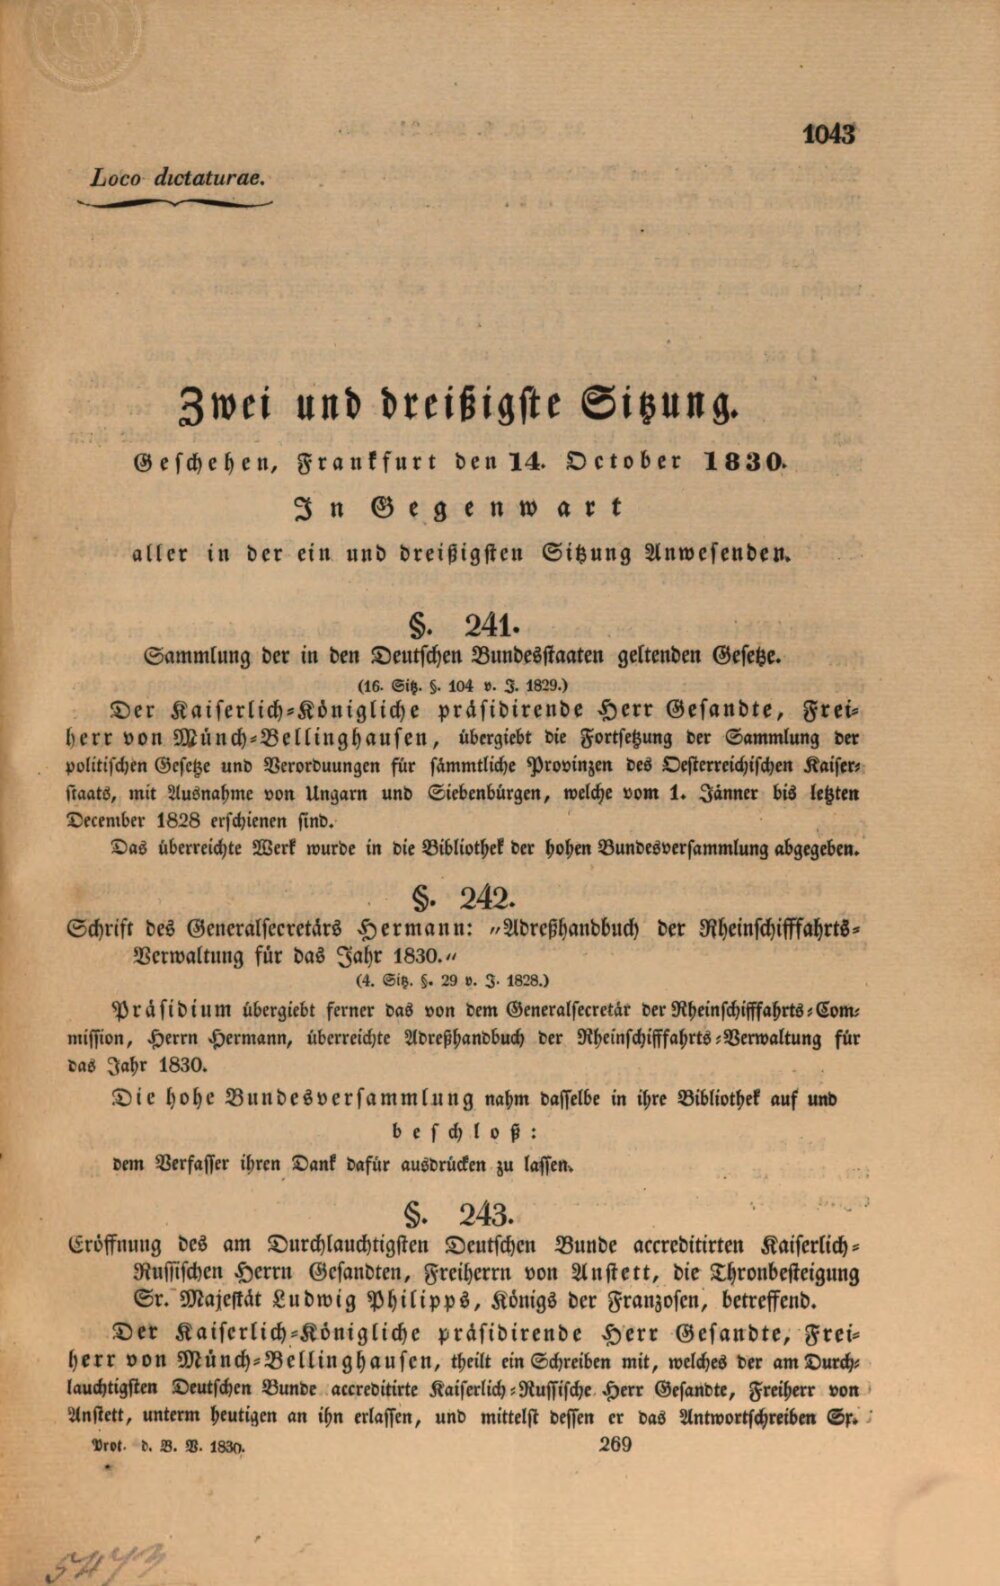 1043
Loco dictaturae.
Zwei und dreißigste Sitzung.
Geschehen, Frankfurt den 14. October 1830.
In Gegenwart
aller in der ein und dreißigsten Sitzung Anwesenden.
§. 241.
Sammlung der in den Deutschen Bundesstaaten geltenden Gesetze.
(16. Sitz. §. 104 v. J. 1829.)
Der Kaiserlich-Königliche präsidirende Herr Gesandte, Frei-
herr von Münch-Bellinghausen, übergiebt die Fortsetzung der Sammlung der
politischen Gesetze und Verorduungen für sämmtliche Provinzen des Oesterreichischen Kaiser-
staats, mit Ausnahme von Ungarn und Siebenbürgen, welche vom 1. Jänner bis letzten
December 1828 erschienen sind.
Das überreichte Werk wurde in die Bibliothek der hohen Bundesversammlung abgegeben.
§. 242.
Schrift des Generalsecretärs Hermann: „Adreßhandbuch der Rheinschifffahrts-
Verwaltung für das Jahr 1830.“
(4. Sitz. §. 29 v. J. 1828.)
Präsidium übergiebt ferner das von dem Generalsecretär der Rheinschifffahrts-Com-
mission, Herrn Hermann, überreichte Adreßhandbuch der Rheinschifffahrts-Verwaltung für
das Jahr 1830.
Die hohe Bundesversammlung nahm dasselbe in ihre Bibliothek auf und
beschloß:
dem Verfasser ihren Dank dafür ausdrücken zu lassen.
§. 243.
Eröffnung des am Durchlauchtigsten Deutschen Bunde accreditirten Kaiserlich-
Russischen Herrn Gesandten, Freiherrn von Anstett, die Thronbesteigung
Sr. Majestät Ludwig Philipps, Königs der Franzosen, betreffend.
Der Kaiserlich-Königliche präsidirende Herr Gesandte, Frei-
herr von Münch-Bellinghausen, theilt ein Schreiben mit, welches der am Durch-
lauchtigsten Deutschen Bunde accreditirte Kaiserlich-Russische Herr Gesandte, Freiherr von
Anstett, unterm heutigen an ihn erlassen, und mittelst dessen er das Antwortschreiben Sr.
Prot. d. B. V. 1830.
269